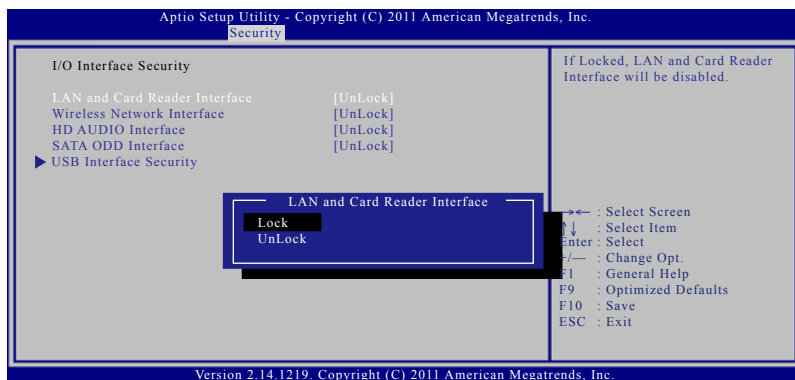 Aptio Setup Utility - Copyright (C) 2011 American Megatrends, Inc.
Security
I/O Interface Security
LAN and Card Reader Interface [UnLock]
Wireless Network Interface [UnLock]
HD AUDIO Interface [UnLock]
SATA ODD Interface [UnLock]
USB Interface Security
If Locked, LAN and Card Reader
Interface will be disabled.
LAN and Card Reader Interface
Lock
UnLock
→← : Select Screen
↑↓ : Select Item
Enter : Select
+/— : Change Opt.
F1 : General Help
F9 : Optimized Defaults
F10 : Save
ESC : Exit
Version 2.14.1219. Copyright (C) 2011 American Megatrends, Inc.